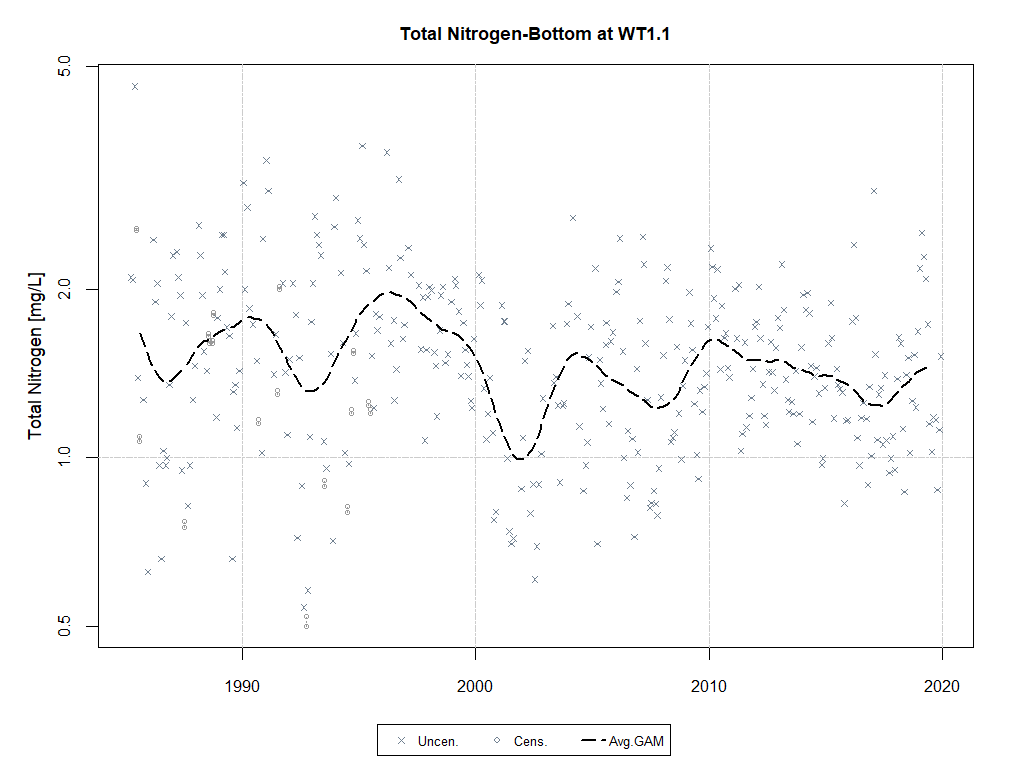 Total Nitrogen-Bottom at WT1.1
Total Nitrogen [mg/L]
5.0
2.0
1.0
0.5
1990 2000 2010 2020
Uncen. Cens. Avg.GAM